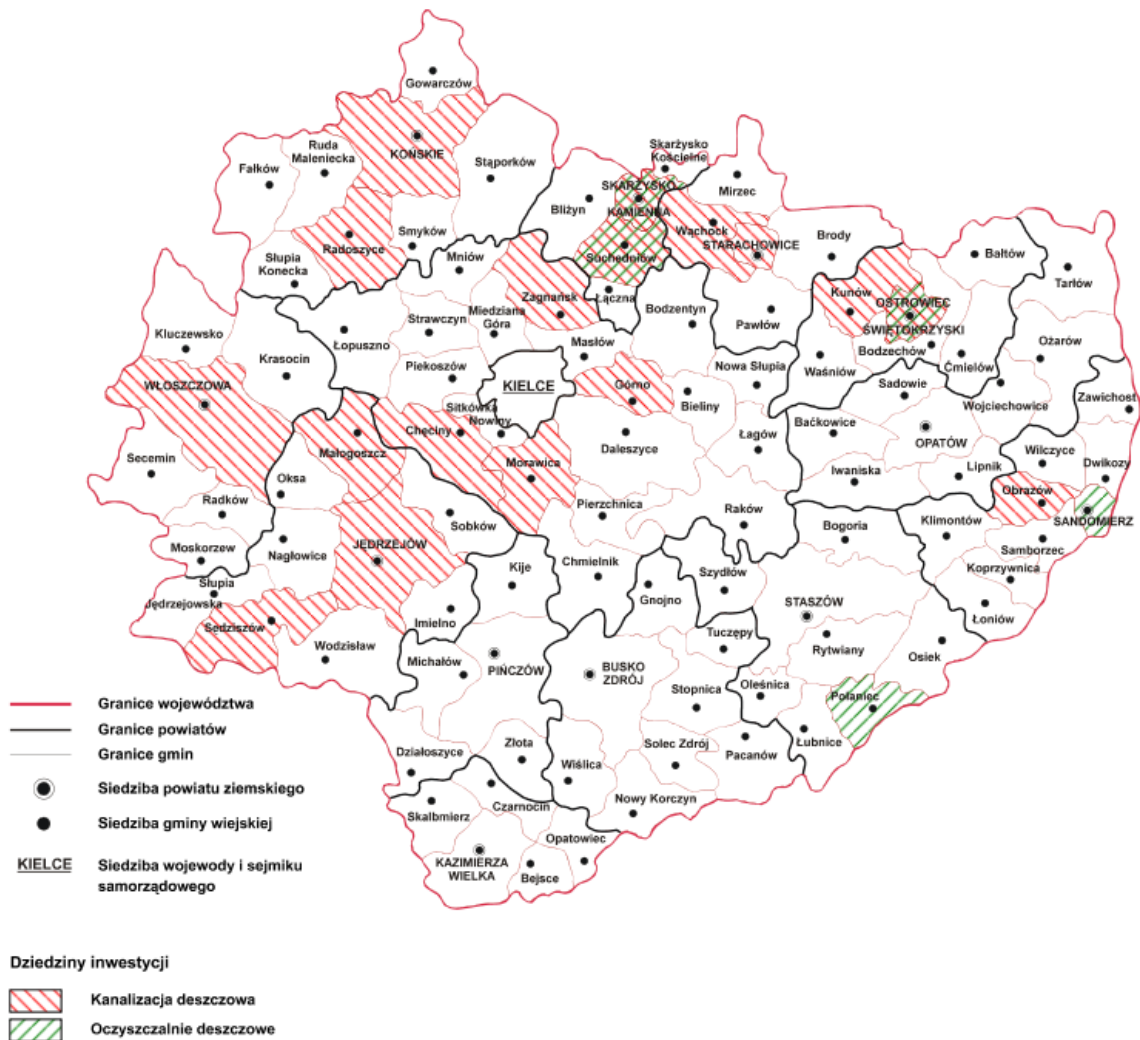 Gowarczów
KOŃSKIE
Ruda
Maleniecka
Fałków
Stąporków
Skarżysko
Kościelne
Mirzec
SKARŻYSKO
KAMIENNA
Bliżyn
Wąchock
STARACHOWICE
Brody
Radoszyce
Smyków
Suchedniów
Bałtów
Tarłów
Słupia
Konecka
Mniów
Zagnańsk
Łączna
Kunów
OSTROWIEC
ŚWIĘTOKRZYSKI
Bodzentyn
Pawłów
Kluczewsko
Krasocin
Łopuszno
Strawczyn
Miedziana
Góra
Masłów
Bodzechów
Ćmielów
Ożarów
Piekoszów
KIELCE
Nowa Słupia
Waśniów
Sadowie
Wojciechowice
Zawichost
WŁOSZCZOWA
Górno
Bieliny
Baćkowice
OPATÓW
Sitkówka
Nowiny
Chęciny
Małogoszcz
Morawica
Daleszyce
Łagów
Iwaniska
Lipnik
Wilczyce
Dwikozy
Secemin
Oksa
Obrazów
SANDOMIERZ
Radków
Sobków
Pierzchnica
Raków
Bogoria
Klimontów
Samborzec
Moskorzew
Nagłowice
JĘDRZEJÓW
Kije
Chmielnik
Szydłów
Koprzywnica
Słupia
Jędrzejowska
Gnojno
STASZÓW
Łoniów
Sędziszów
Imielno
Wodzisław
Michałów
PIŃCZÓW
BUSKO
ZDRÓJ
Tuczępy
Rytwiany
Osiek
Stopnica
Oleśnica
Połaniec
Łubnice
Działoszyce
Złota
Solec Zdrój
Pacanów
Wiślica
Nowy Korczyn
Skalbmierz
Czarnocin
Opatowiec
KAZIMIERZA
WIELKA
Bejsce
Granice województwa
Granice powiatów
Granice gmin
Siedziba powiatu ziemskiego
Siedziba gminy wiejskiej
KIELCE
Siedziba wojewody i sejmiku
samorządowego
Dziedziny inwestycji
Kanalizacja deszczowa
Oczyszczalnie deszczowe